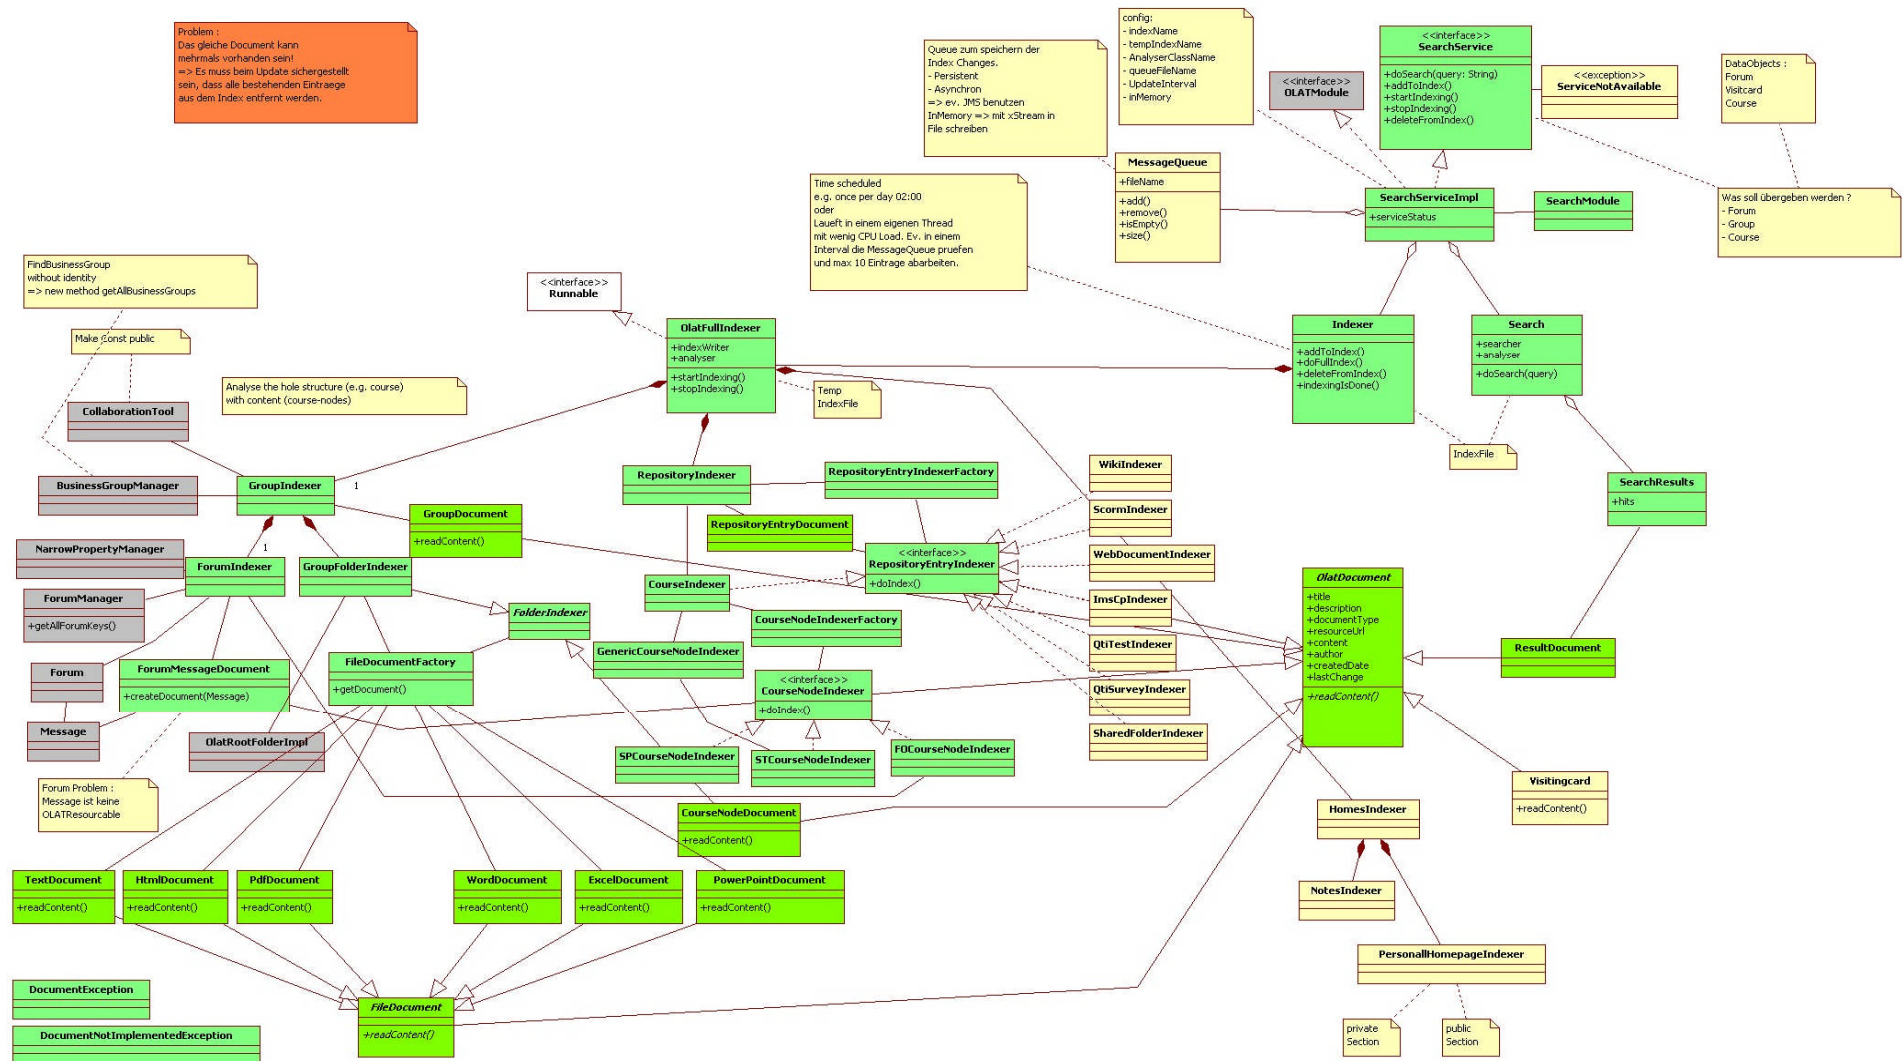 Problem :
Das gleiche Document kann
mehrmals vorhanden sein!
=> Es muss beim Update sichergestellt
sein, dass alle bestehenden Eintraege
aus dem Index entfernt werden.
Queue zum speichern der
Index Changes.
- Persistent
- Asynchron
=> ev. JMS benutzen
InMemory => mit xStream in
File schreiben
config:
- indexName
- tempIndexName
- AnalyserClassName
- queueFileName
- UpdateInterval
- inMemory
<<interface>>
OLATModule
<<interface>>
SearchService
+doSearch(query: String)
+addToIndex()
+startIndexing()
+stopIndexing()
+deleteFromIndex()
<<exception>>
ServiceNotAvailable
DataObjects :
Forum
Visitcard
Course
MessageQueue
+fileName
+add()
+remove()
+isEmpty()
+size()
Time scheduled
e.g. once per day 02:00
oder
Laueft in einem eigenen Thread
mit wenig CPU Load. Ev. in einem
Interval die MessageQueue pruefen
und max 10 Eintrage abarbeiten.
SearchServiceImpl
+serviceStatus
SearchModule
Was soll übergeben werden ?
- Forum
- Group
- Course
FindBusinessGroup
without identity
=> new method getAllBusinessGroups
Make Const public
Analyse the hole structure (e.g. course)
with content (course-nodes)
<<interface>>
Runnable
OlatFullIndexer
+indexWriter
+analyser
+startIndexing()
+stopIndexing()
Temp
IndexFile
Indexer
+addToIndex()
+doFullIndex()
+deleteFromIndex()
+indexingIsDone()
Search
+searcher
+analyser
+doSearch(query)
IndexFile
SearchResults
+hits
CollaborationTool
BusinessGroupManager
GroupIndexer
1
GroupDocument
+readContent()
RepositoryIndexer
RepositoryEntryIndexerFactory
RepositoryEntryDocument
<<interface>>
RepositoryEntryIndexer
+doIndex()
WikiIndexer
ScormIndexer
WebDocumentIndexer
ImsCpIndexer
QtiTestIndexer
QtiSurveyIndexer
SharedFolderIndexer
NarrowPropertyManager
1
ForumIndexer
GroupFolderIndexer
ForumManager
+getAllForumKeys()
FolderIndexer
CourseIndexer
CourseNodeIndexerFactory
GenericCourseNodeIndexer
Forum
ForumMessageDocument
+createDocument(Message)
FileDocumentFactory
+getDocument()
<<interface>>
CourseNodeIndexer
+doIndex()
Message
OlatRootFolderImpl
SPCourseNodeIndexer
STCourseNodeIndexer
FOCourseNodeIndexer
Forum Problem :
Message ist keine
OLATResourcable
CourseNodeDocument
+readContent()
OlatDocument
+title
+description
+documentType
+resourceUrl
+content
+author
+createdDate
+lastChange
+readContent()
ResultDocument
Visitingcard
+readContent()
HomesIndexer
NotesIndexer
PersonallHomepageIndexer
private
Section
public
Section
TextDocument
+readContent()
HtmlDocument
+readContent()
PdfDocument
+readContent()
WordDocument
+readContent()
ExcelDocument
+readContent()
PowerPointDocument
+readContent()
DocumentException
DocumentNotImplementedException
FileDocument
+readContent()